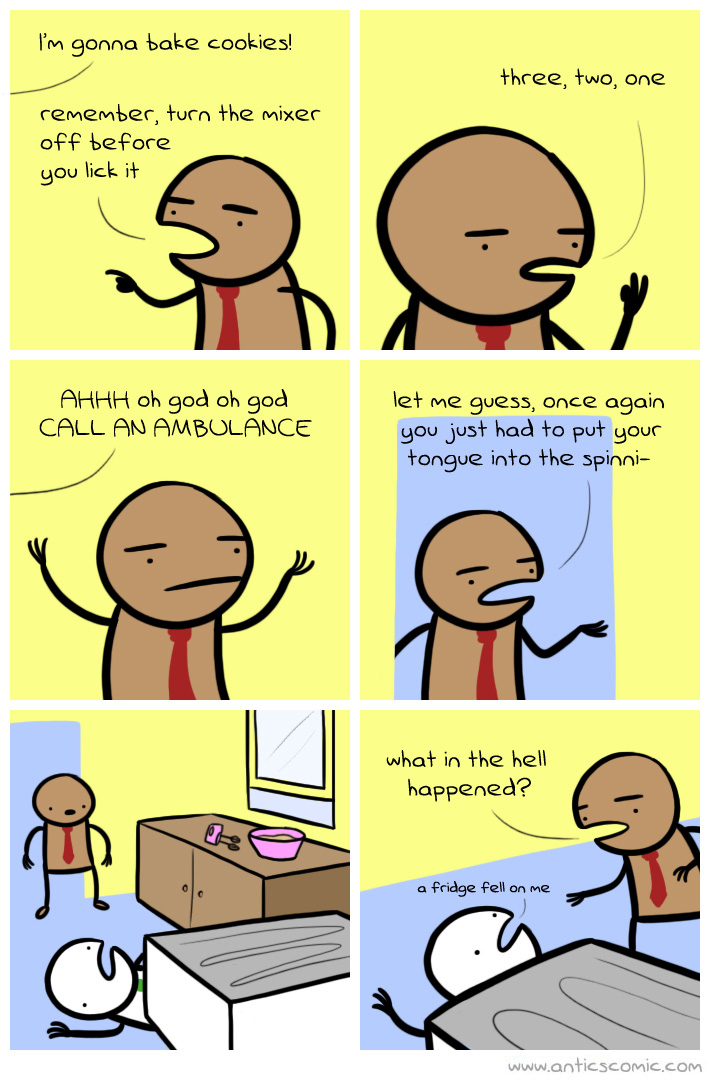 I'm gonna bake cookies!
remember, turn the mixer
off before
you lick it
three, two, one
AHHH oh god oh god
CALL AN AMBULANCE
let me guess, once again
you just had to put your
tongue into the spinni-
what in the hell
happened?
a fridge fell on me
www.anticscomic.com